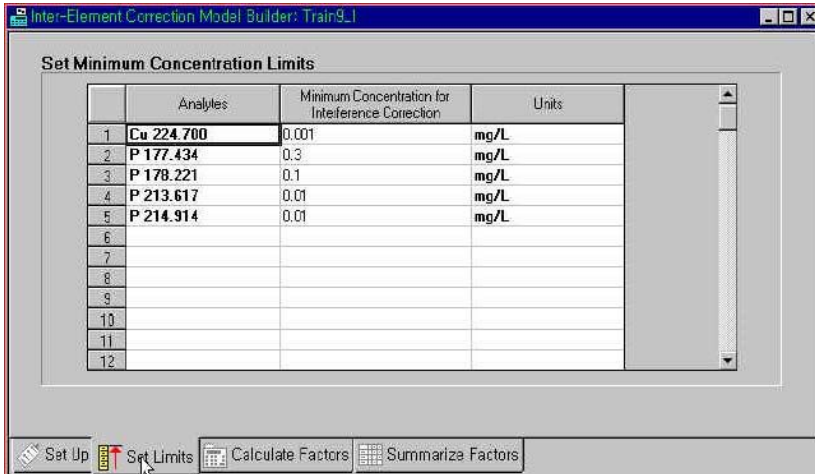 Inter-Element Correction Model Builder: Train9_1
Set Minimum Concentration Limits
Analytes Minimum Concentration for Interference Correction Units
1 Cu 224.700 0.001 mg/L
2 P 177.434 0.3 mg/L
3 P 178.221 0.1 mg/L
4 P 213.617 0.01 mg/L
5 P 214.914 0.01 mg/L
6
7
8
9
10
11
12
Set Up Set Limits Calculate Factors Summarize Factors